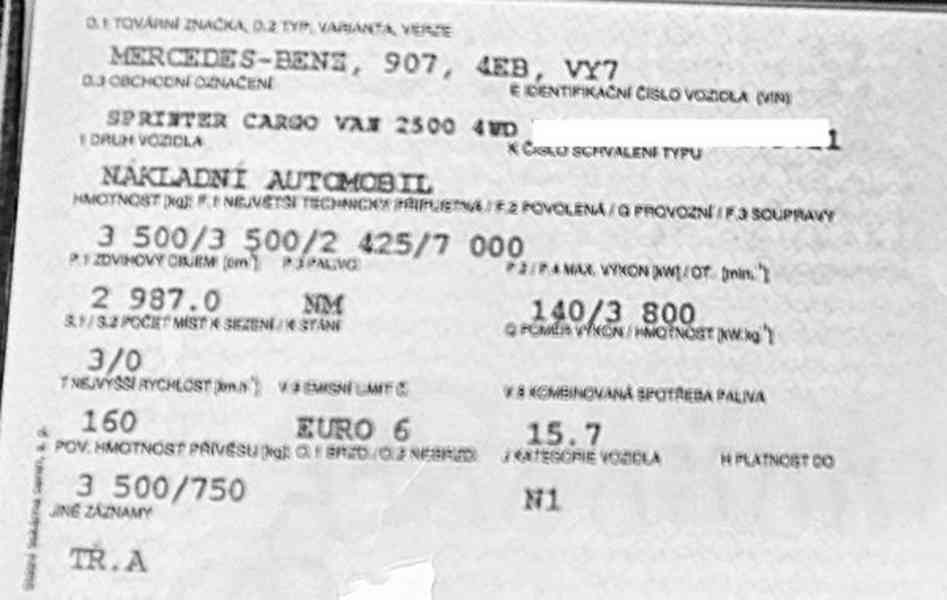 D.1 TOVÁRNÍ ZNAČKA, D.2 TYP, VARIANTA, VERZE
MERCEDES-BENZ, 907, 4EB, VY7
D.3 OBCHODNÍ OZNAČENÍ
E IDENTIFIKAČNÍ ČÍSLO VOZIDLA (VIN)
SPRINTER CARGO VAN 2500 4WD 1
1 DRUH VOZIDLA
K ČÍSLO SCHVÁLENÍ TYPU
NÁKLADNÍ AUTOMOBIL
HMOTNOST [kg]: F.1 NEJVĚTŠÍ TECHNICKY PŘÍPUSTNÁ / F.2 POVOLENÁ / G PROVOZNÍ / F.3 SOUPRAVY
3 500/3 500/2 425/7 000
P.1 ZDVIHOVÝ OBJEM [cm³] P.3 PALIVO
P.2 / P.4 MAX. VÝKON [kW] / OT. [min.⁻¹]
2 987.0 NM 140/3 800
S.1 / S.2 POČET MÍST K SEZENÍ / K STÁNÍ
Q POMĚR VÝKON / HMOTNOST [kW.kg⁻¹]
3/0
T NEJVYŠŠÍ RYCHLOST [km.h⁻¹] V.9 EMISNÍ LIMIT Č. V.8 KOMBINOVANÁ SPOTŘEBA PALIVA
160 EURO 6 15.7
POV. HMOTNOST PŘÍVĚSU [kg]: O.1 BRZD. / O.2 NEBRZD. J KATEGORIE VOZIDLA H PLATNOST DO
3 500/750 N1
JINÉ ZÁZNAMY
TŘ.A